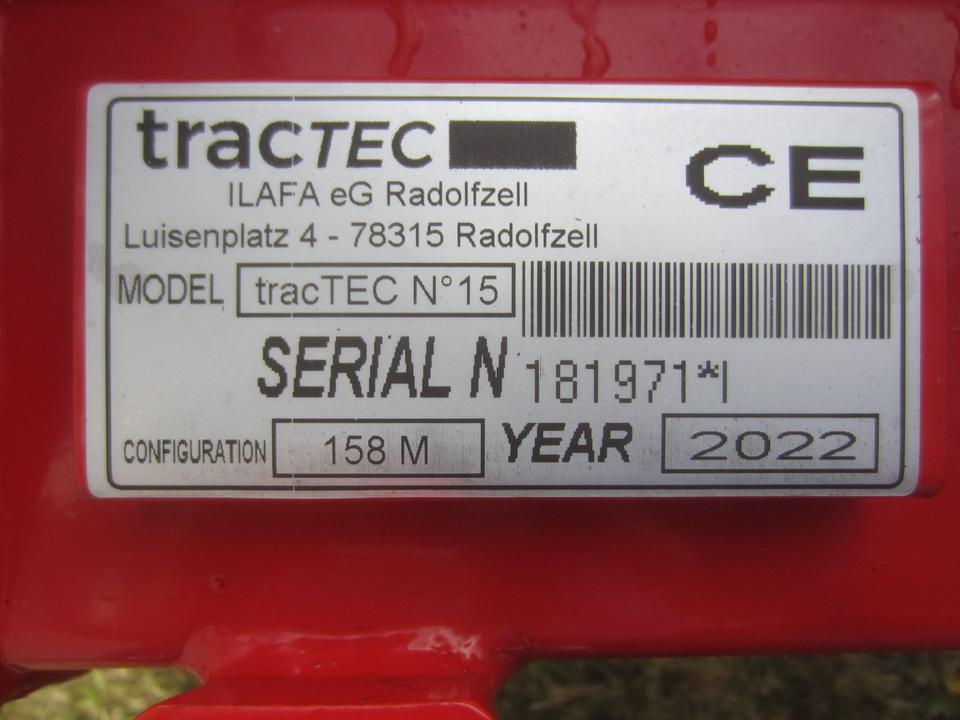 tracTEC
CE
ILAFA eG Radolfzell
Luisenplatz 4 - 78315 Radolfzell
MODEL tracTEC N°15
SERIAL N 181971*I
CONFIGURATION 158 M YEAR 2022